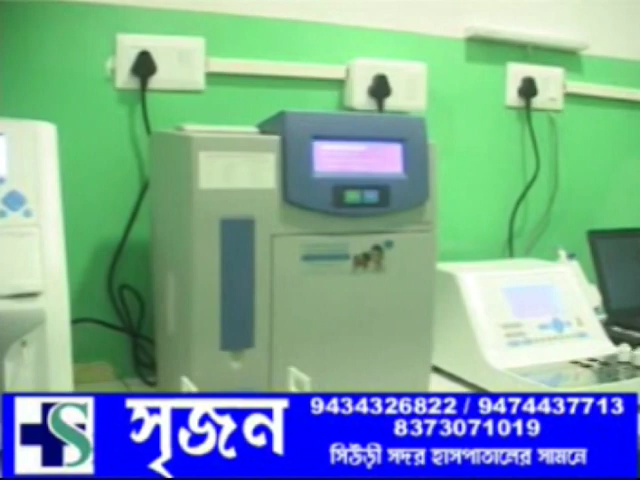 S
সৃজন
9434326822 / 9474437713
8373071019
সিউড়ী সদর হাসপাতালের সামনে